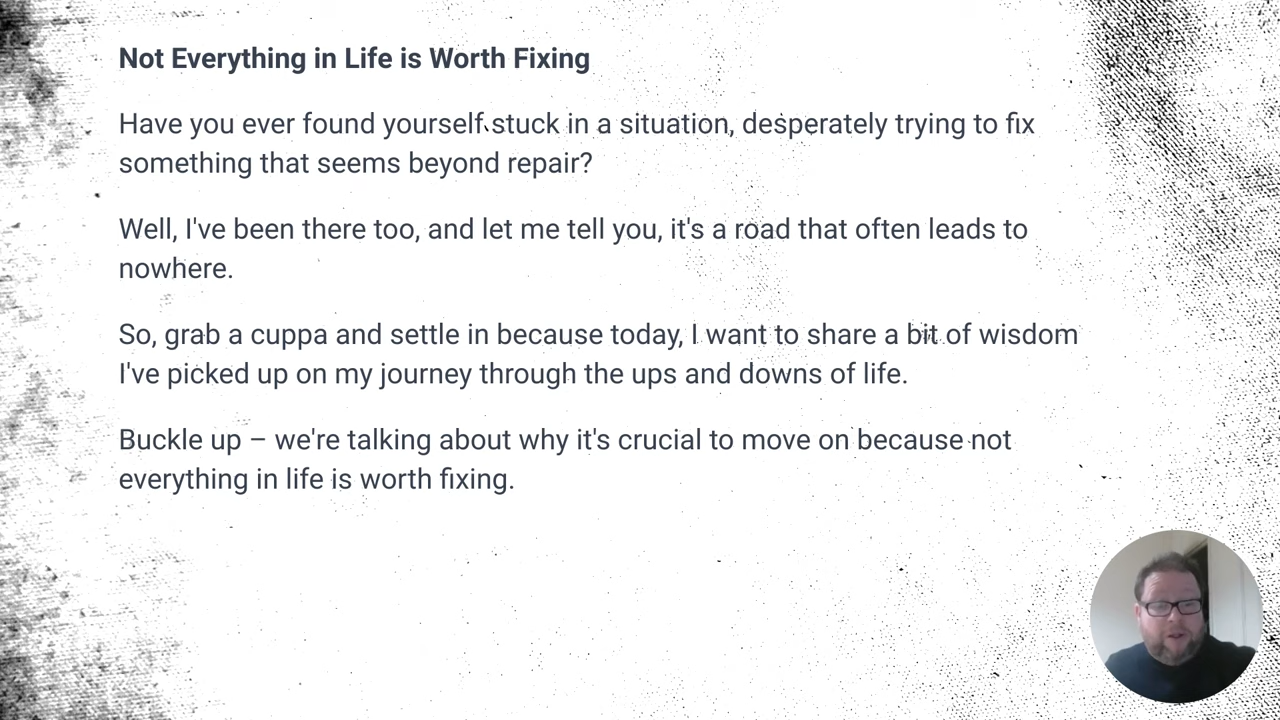 Not Everything in Life is Worth Fixing
Have you ever found yourself stuck in a situation, desperately trying to fix
something that seems beyond repair?
Well, I've been there too, and let me tell you, it's a road that often leads to
nowhere.
So, grab a cuppa and settle in because today, I want to share a bit of wisdom
I've picked up on my journey through the ups and downs of life.
Buckle up – we're talking about why it's crucial to move on because not
everything in life is worth fixing.